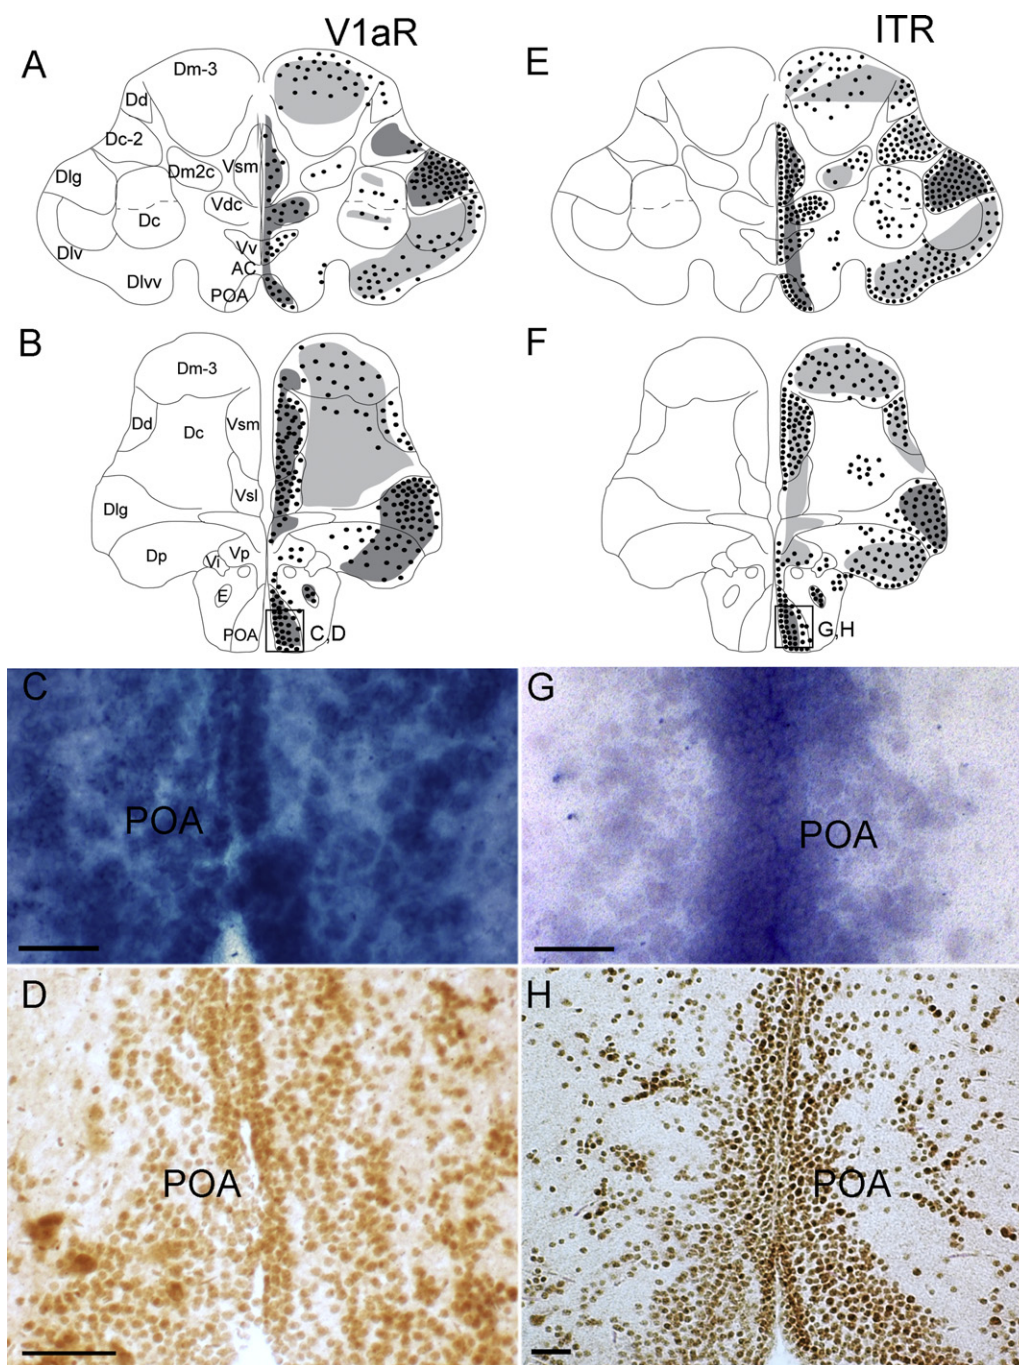 V1aR
ITR
A
Dm-3
Dd
Dc-2
Dm2c
Vsm
Dlg
Vdc
Dc
Vv
Dlv
AC
Dlvv
POA
E
B
Dm-3
Dd
Dc
Vsm
Vsl
Dlg
Dp
Vi
Vp
E
POA
C,D
F
G,H
C
POA
G
POA
D
POA
H
POA